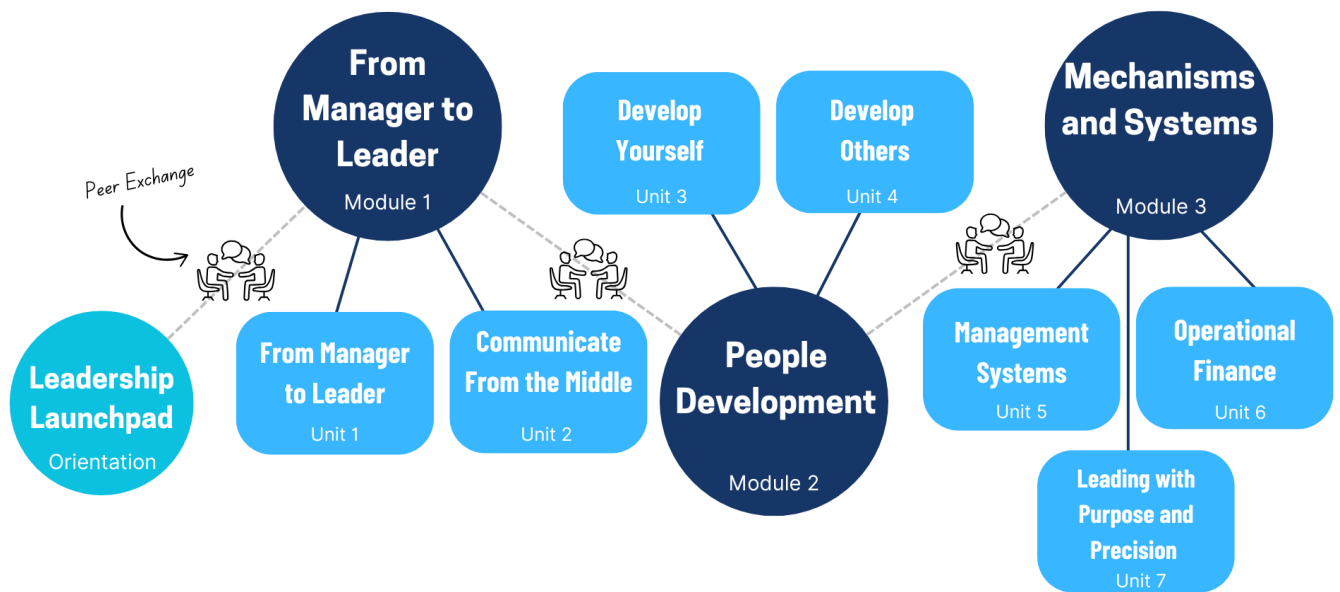 Peer Exchange
Leadership
Launchpad
Orientation
From
Manager to
Leader
Module 1
From Manager
to Leader
Unit 1
Communicate
From the Middle
Unit 2
Develop
Yourself
Unit 3
Develop
Others
Unit 4
People
Development
Module 2
Mechanisms
and Systems
Module 3
Management
Systems
Unit 5
Operational
Finance
Unit 6
Leading with
Purpose and
Precision
Unit 7